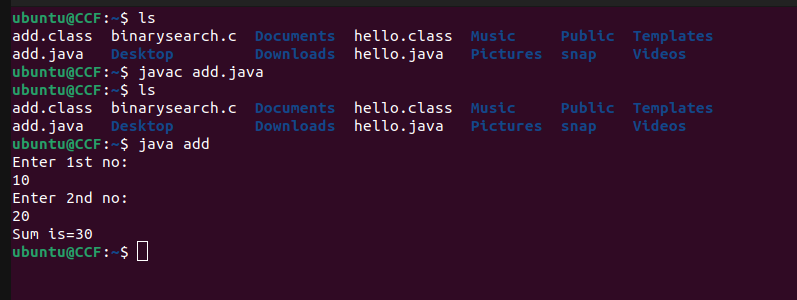 ubuntu@CCF:~$ ls
add.class binarysearch.c Documents hello.class Music Public Templates
add.java Desktop Downloads hello.java Pictures snap Videos
ubuntu@CCF:~$ javac add.java
ubuntu@CCF:~$ ls
add.class binarysearch.c Documents hello.class Music Public Templates
add.java Desktop Downloads hello.java Pictures snap Videos
ubuntu@CCF:~$ java add
Enter 1st no:
10
Enter 2nd no:
20
Sum is=30
ubuntu@CCF:~$